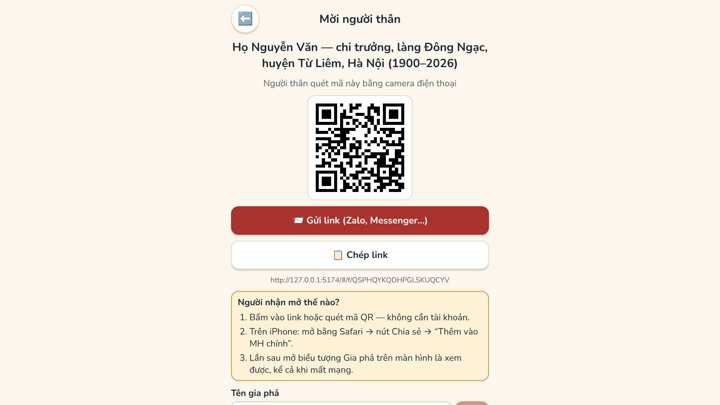 Mời người thân
Họ Nguyễn Văn — chi trưởng, làng Đông Ngạc,
huyện Từ Liêm, Hà Nội (1900–2026)
Người thân quét mã này bằng camera điện thoại
Gửi link (Zalo, Messenger...)
Chép link
http://127.0.0.1:5174/#/f/QSPHQYKQDHPGLSKUQCYV
Người nhận mở thế nào?
1. Bấm vào link hoặc quét mã QR — không cần tài khoản.
2. Trên iPhone: mở bằng Safari → nút Chia sẻ → “Thêm vào
MH chính”.
3. Lần sau mở biểu tượng Gia phả trên màn hình là xem
được, kể cả khi mất mạng.
Tên gia phả